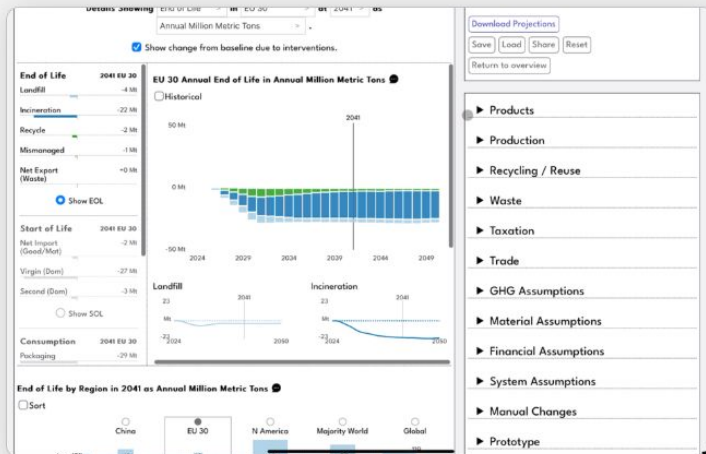 Details Showing End of Life in EU 30 at 2041 as
Annual Million Metric Tons .
Show change from baseline due to interventions.
End of Life 2041 EU 30
Landfill -4 Mt
Incineration -22 Mt
Recycle -2 Mt
Mismanaged -1 Mt
Net Export (Waste) +0 Mt
Show EOL
Start of Life 2041 EU 30
Net Import (Good/Mat) -2 Mt
Virgin (Dom) -27 Mt
Second (Dom) -3 Mt
Show SOL
Consumption 2041 EU 30
Packaging -29 Mt
EU 30 Annual End of Life in Annual Million Metric Tons
Historical
2041
90 Mt
0 Mt
-50 Mt
2024 2029 2034 2039 2044 2049
Landfill
2041
23
Mt
-23
2024 2050
Incineration
2041
23
Mt
-23
2024 2050
End of Life by Region in 2041 as Annual Million Metric Tons
Sort
China EU 30 N America Majority World Global
Download Projections
Save Load Share Reset
Return to overview
Products
Production
Recycling / Reuse
Waste
Taxation
Trade
GHG Assumptions
Material Assumptions
Financial Assumptions
System Assumptions
Manual Changes
Prototype